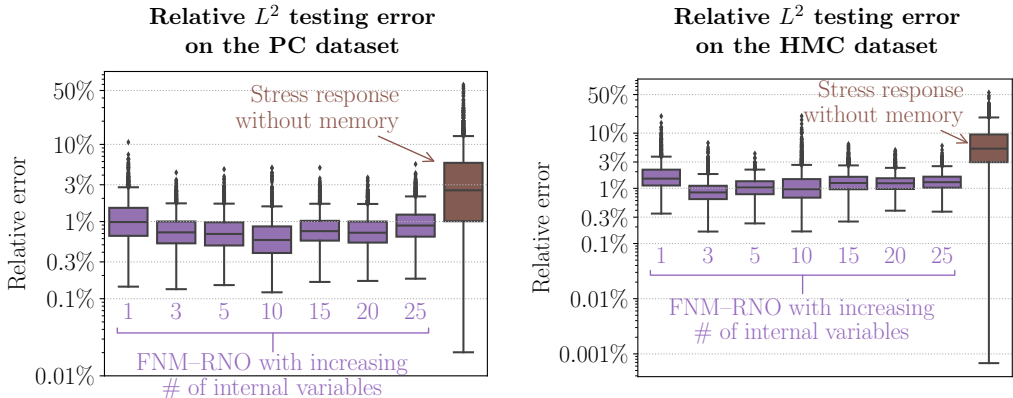 Relative L² testing error
on the PC dataset
50%
10%
3%
1%
0.3%
0.1%
0.01%
Relative error
Stress response
without memory
1 3 5 10 15 20 25
FNM–RNO with increasing
# of internal variables
Relative L² testing error
on the HMC dataset
50%
10%
3%
1%
0.3%
0.1%
0.01%
0.001%
Relative error
Stress response
without memory
1 3 5 10 15 20 25
FNM–RNO with increasing
# of internal variables